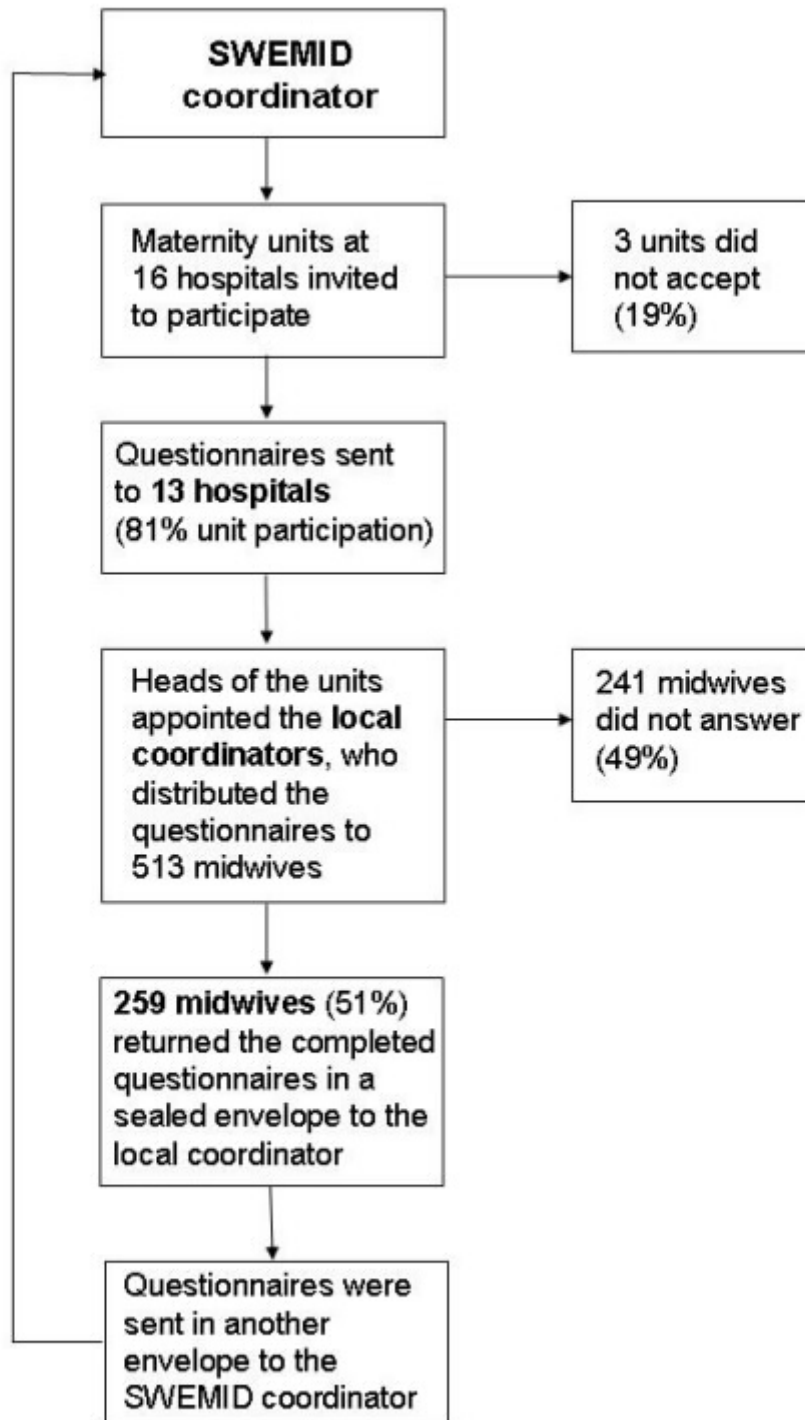 SWEMID
coordinator
Maternity units at
16 hospitals invited
to participate
3 units did
not accept
(19%)
Questionnaires sent
to 13 hospitals
(81% unit participation)
Heads of the units
appointed the local
coordinators, who
distributed the
questionnaires to
513 midwives
241 midwives
did not answer
(49%)
259 midwives (51%)
returned the completed
questionnaires in a
sealed envelope to the
local coordinator
Questionnaires were
sent in another
envelope to the
SWEMID coordinator